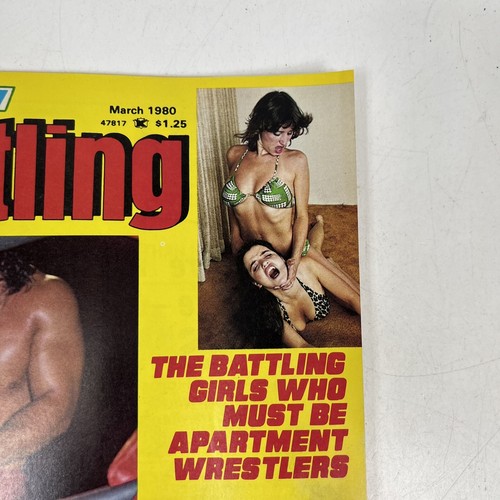 March 1980
47817 $1.25
tling
THE BATTLING
GIRLS WHO
MUST BE
APARTMENT
WRESTLERS